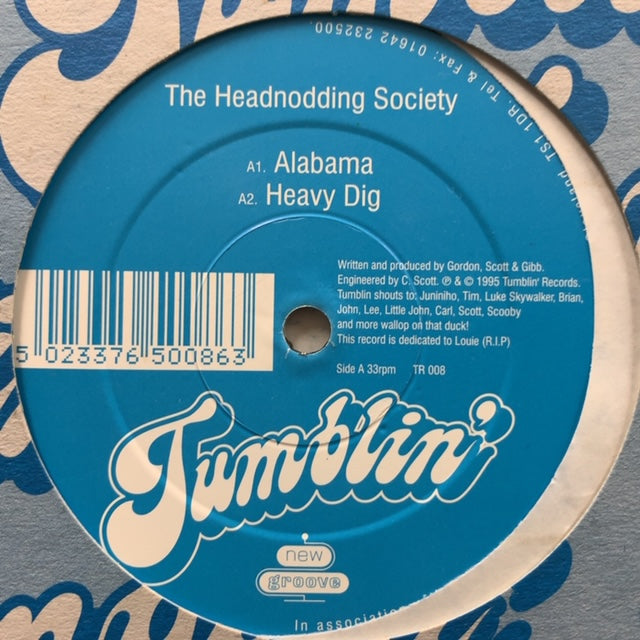 The Headnodding Society
A1. Alabama
A2. Heavy Dig
Written and produced by Gordon, Scott & Gibb.
Engineered by C. Scott. ℗ & © 1995 Tumblin' Records.
Tumblin shouts to: Juniniho, Tim, Luke Skywalker, Brian,
John, Lee, Little John, Carl, Scott, Scooby
and more wallop on that duck!
This record is dedicated to Louie (R.I.P)
Side A 33rpm TR 008
5 023376 500863
Tumblin'
new
groove
In association
TS1 1DR. Tel & Fax: 01642 232500.